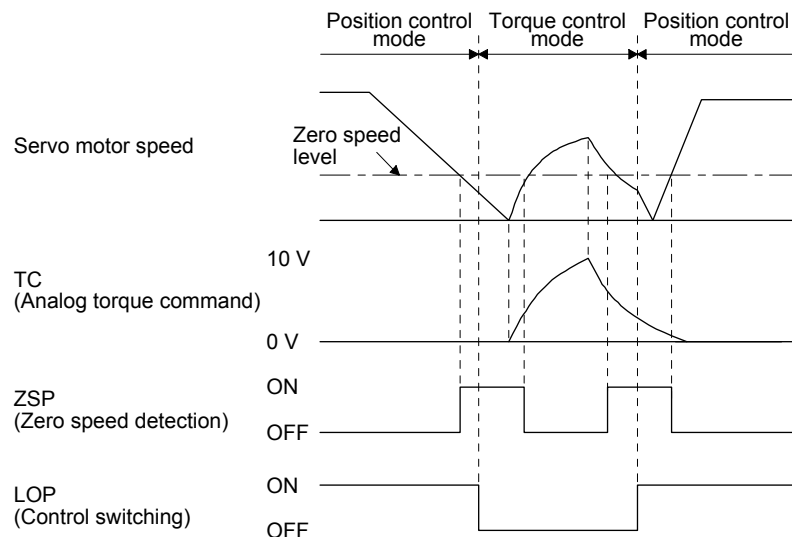 Position control
mode
Torque control
mode
Position control
mode
Servo motor speed
Zero speed
level
10 V
TC
(Analog torque command)
0 V
ON
ZSP
(Zero speed detection)
OFF
ON
LOP
(Control switching)
OFF